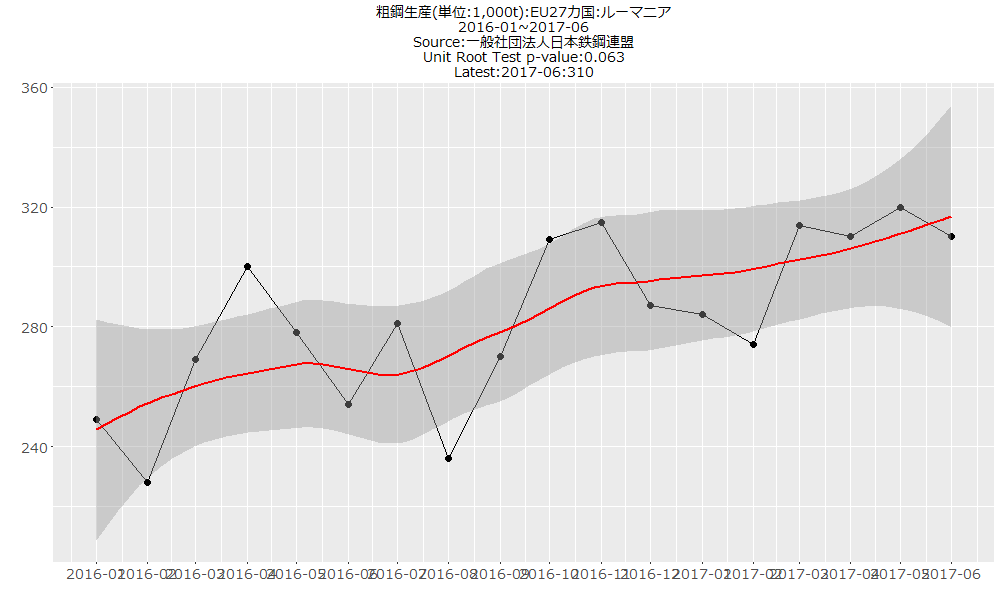 粗鋼生産(単位:1,000t):EU27カ国:ルーマニア
2016-01~2017-06
Source:一般社団法人日本鉄鋼連盟
Unit Root Test p-value:0.063
Latest:2017-06:310
360
320
280
240
2016-01 2016-02 2016-03 2016-04 2016-05 2016-06 2016-07 2016-08 2016-09 2016-10 2016-11 2016-12 2017-01 2017-02 2017-03 2017-04 2017-05 2017-06